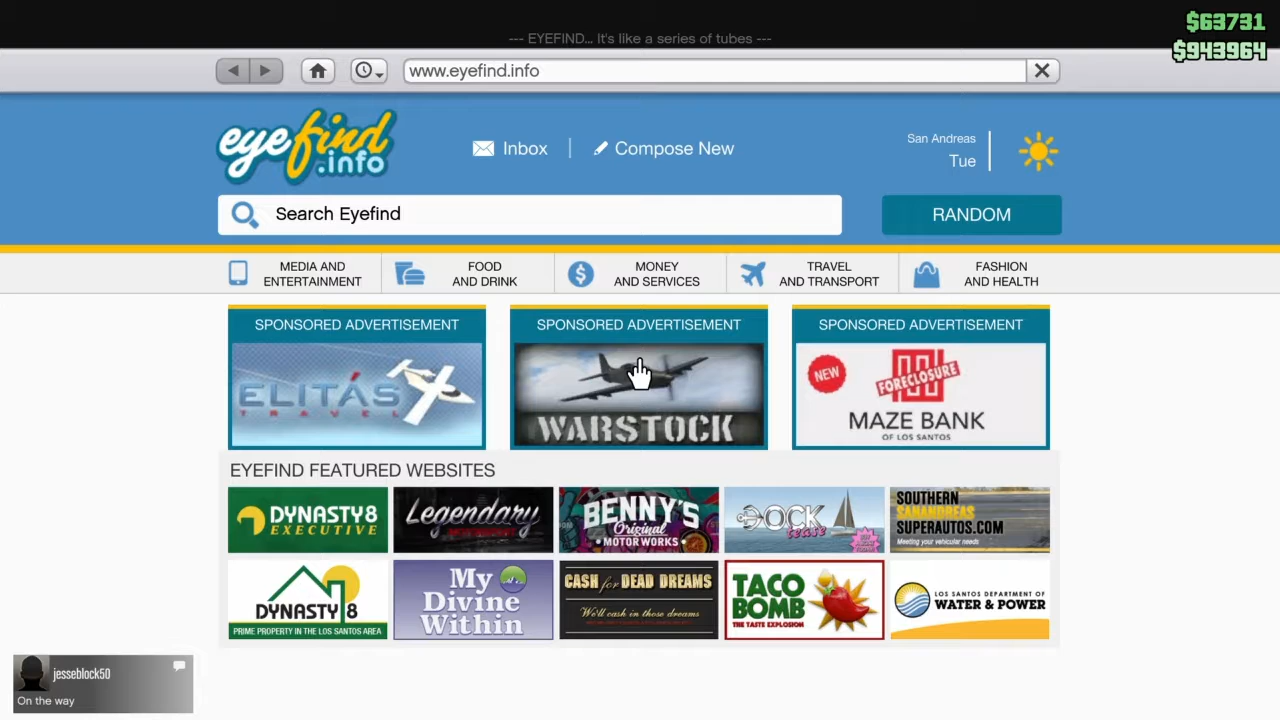 $63731
--- EYEFIND... It's like a series of tubes ---
$943964
www.eyefind.info
eyefind
.info
Inbox
Compose New
San Andreas
Tue
Search Eyefind
RANDOM
MEDIA AND
ENTERTAINMENT
FOOD
AND DRINK
MONEY
AND SERVICES
TRAVEL
AND TRANSPORT
FASHION
AND HEALTH
SPONSORED ADVERTISEMENT
ELITÁS
TRAVEL
SPONSORED ADVERTISEMENT
WARSTOCK
SPONSORED ADVERTISEMENT
NEW
FORECLOSURE
MAZE BANK
OF LOS SANTOS
EYEFIND FEATURED WEBSITES
DYNASTY 8
EXECUTIVE
Legendary
BENNY'S
Original
MOTOR WORKS
DOCK
tease
SOUTHERN
SANANDREAS
SUPERAUTOS.COM
Meeting your vehicular needs
DYNASTY 8
PRIME PROPERTY IN THE LOS SANTOS AREA
My
Divine
Within
CASH for DEAD DREAMS
We'll cash in those dreams
TACO
BOMB
THE TASTE EXPLOSION
LOS SANTOS DEPARTMENT OF
WATER & POWER
jesseblock50
On the way